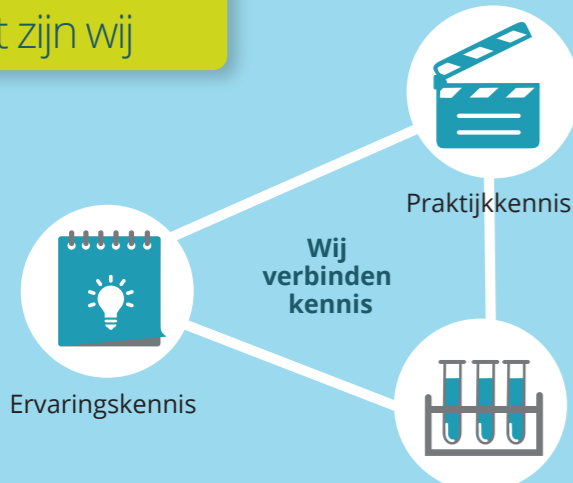 t zijn wij
Praktijkkennis
Wij
verbinden
kennis
Ervaringskennis